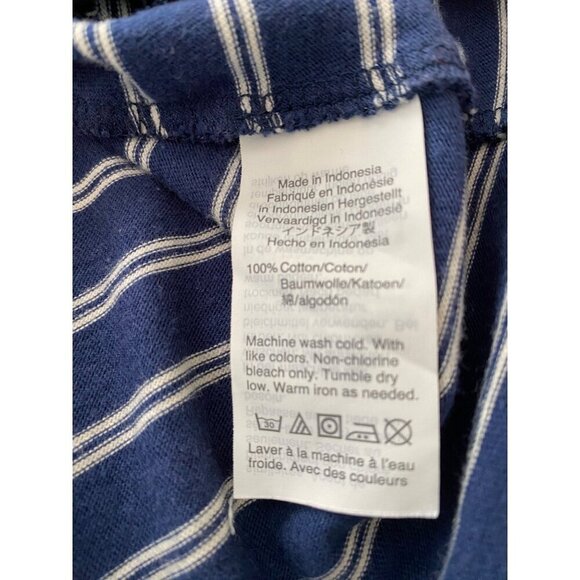 Made in Indonesia
Fabriqué en Indonésie
in Indonesien Hergestellt
Vervaardigd in Indonesië
インドネシア製
Hecho en Indonesia
100% Cotton/Coton/
Baumwolle/Katoen/
綿/algodón
Machine wash cold. With
like colors. Non-chlorine
bleach only. Tumble dry
low. Warm iron as needed.
30
Laver à la machine à l'eau
froide. Avec des couleurs